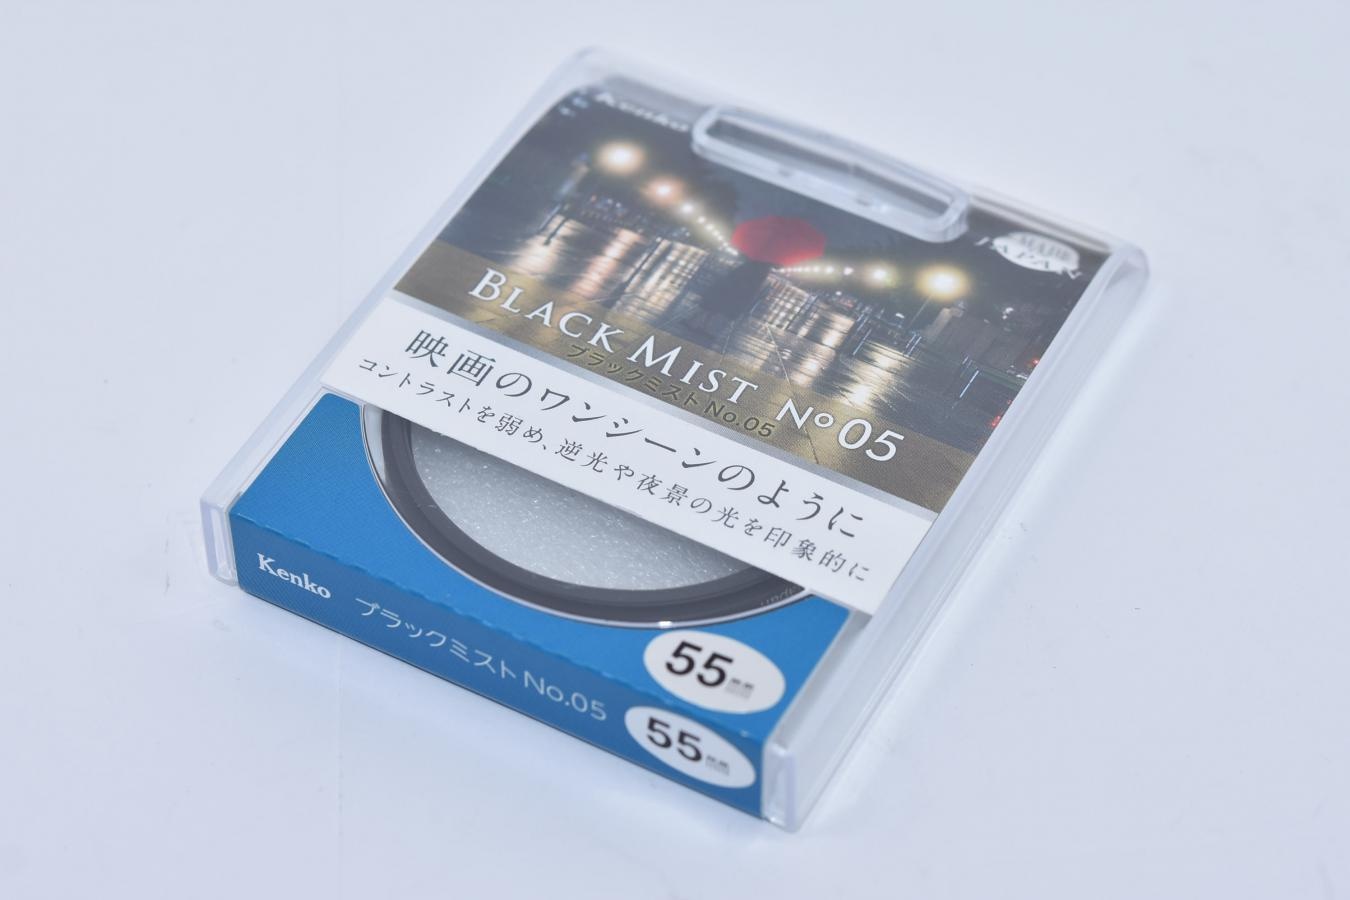 Kenko
MADE
JAPAN
BLACK MIST No 05
ブラックミスト No.05
映画のワンシーンのように
コントラストを弱め、逆光や夜景の光を印象的に
55mm
Kenko ブラックミスト No.05 55mm